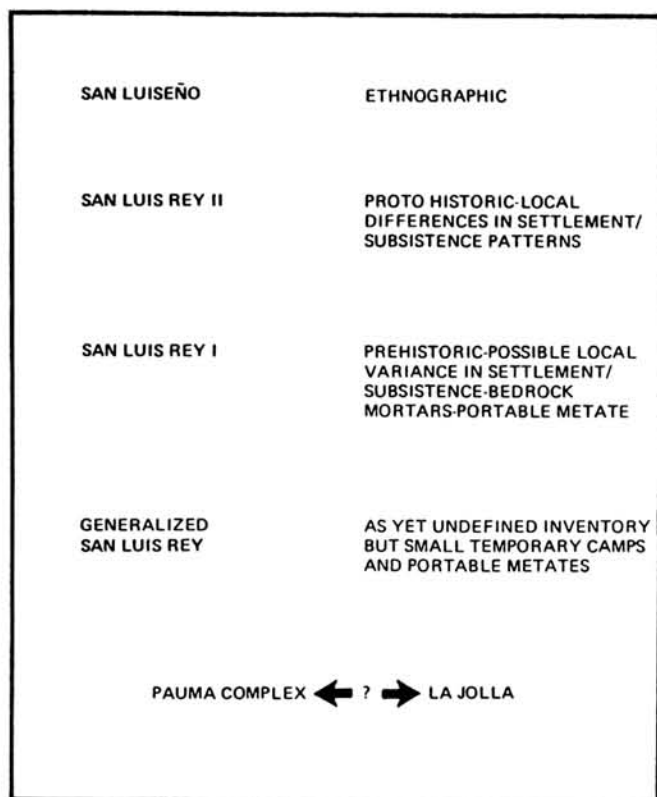 SAN LUISEÑO
ETHNOGRAPHIC
SAN LUIS REY II
PROTO HISTORIC-LOCAL
DIFFERENCES IN SETTLEMENT/
SUBSISTENCE PATTERNS
SAN LUIS REY I
PREHISTORIC-POSSIBLE LOCAL
VARIANCE IN SETTLEMENT/
SUBSISTENCE-BEDROCK
MORTARS-PORTABLE METATE
GENERALIZED
SAN LUIS REY
AS YET UNDEFINED INVENTORY
BUT SMALL TEMPORARY CAMPS
AND PORTABLE METATES
PAUMA COMPLEX ? LA JOLLA